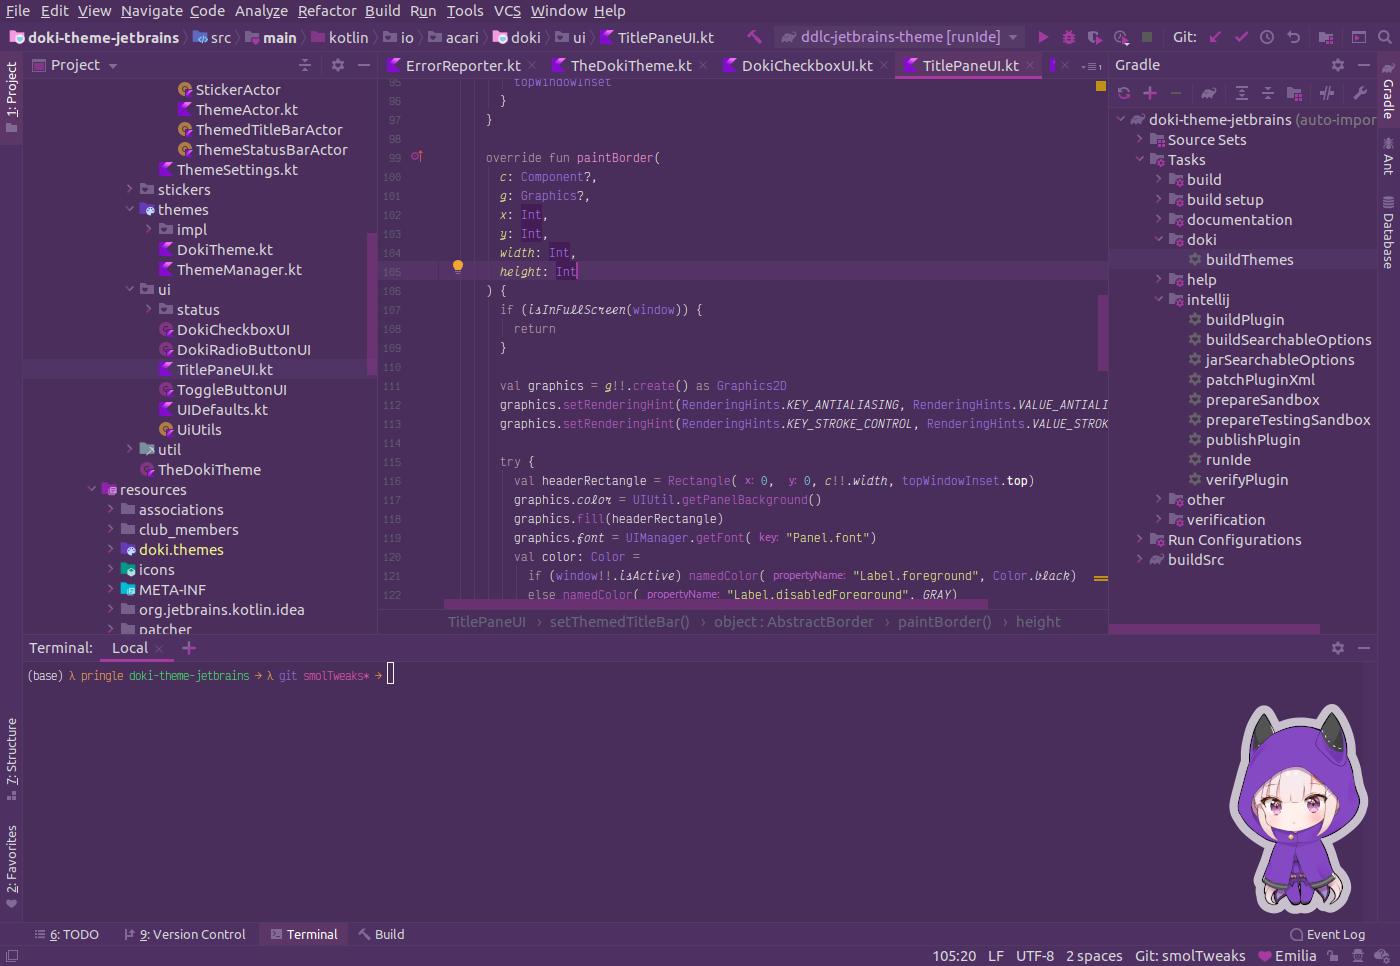 File Edit View Navigate Code Analyze Refactor Build Run Tools VCS Window Help
doki-theme-jetbrains src main kotlin io acari doki ui TitlePaneUI.kt ddlc-jetbrains-theme [runIde] Git:
1: Project
7: Structure
2: Favorites
Project
StickerActor
ThemeActor.kt
ThemedTitleBarActor
ThemeStatusBarActor
ThemeSettings.kt
stickers
themes
impl
DokiTheme.kt
ThemeManager.kt
ui
status
DokiCheckboxUI
DokiRadioButtonUI
TitlePaneUI.kt
ToggleButtonUI
UIDefaults.kt
UiUtils
util
TheDokiTheme
resources
associations
club_members
doki.themes
icons
META-INF
org.jetbrains.kotlin.idea
patcher
ErrorReporter.kt TheDokiTheme.kt DokiCheckboxUI.kt TitlePaneUI.kt
95 topWindowInset
96 }
97 }
98
99 override fun paintBorder(
100 c: Component?,
101 g: Graphics?,
102 x: Int,
103 y: Int,
104 width: Int,
105 height: Int
106 ) {
107 if (isInFullScreen(window)) {
108 return
109 }
110
111 val graphics = g!!.create() as Graphics2D
112 graphics.setRenderingHint(RenderingHints.KEY_ANTIALIASING, RenderingHints.VALUE_ANTIALI
113 graphics.setRenderingHint(RenderingHints.KEY_STROKE_CONTROL, RenderingHints.VALUE_STROK
114
115 try {
116 val headerRectangle = Rectangle( x: 0, y: 0, c!!.width, topWindowInset.top)
117 graphics.color = UIUtil.getPanelBackground()
118 graphics.fill(headerRectangle)
119 graphics.font = UIManager.getFont( key: "Panel.font")
120 val color: Color =
121 if (window!!.isActive) namedColor( propertyName: "Label.foreground", Color.black)
122 else namedColor( propertyName: "Label.disabledForeground", GRAY)
TitlePaneUI › setThemedTitleBar() › object : AbstractBorder › paintBorder() › height
Gradle
doki-theme-jetbrains (auto-impor
Source Sets
Tasks
build
build setup
documentation
doki
buildThemes
help
intellij
buildPlugin
buildSearchableOptions
jarSearchableOptions
patchPluginXml
prepareSandbox
prepareTestingSandbox
publishPlugin
runIde
verifyPlugin
other
verification
Run Configurations
buildSrc
Gradle
Ant
Database
Terminal: Local
(base) λ pringle doki-theme-jetbrains → λ git smolTweaks* →
6: TODO 9: Version Control Terminal Build Event Log
105:20 LF UTF-8 2 spaces Git: smolTweaks Emilia